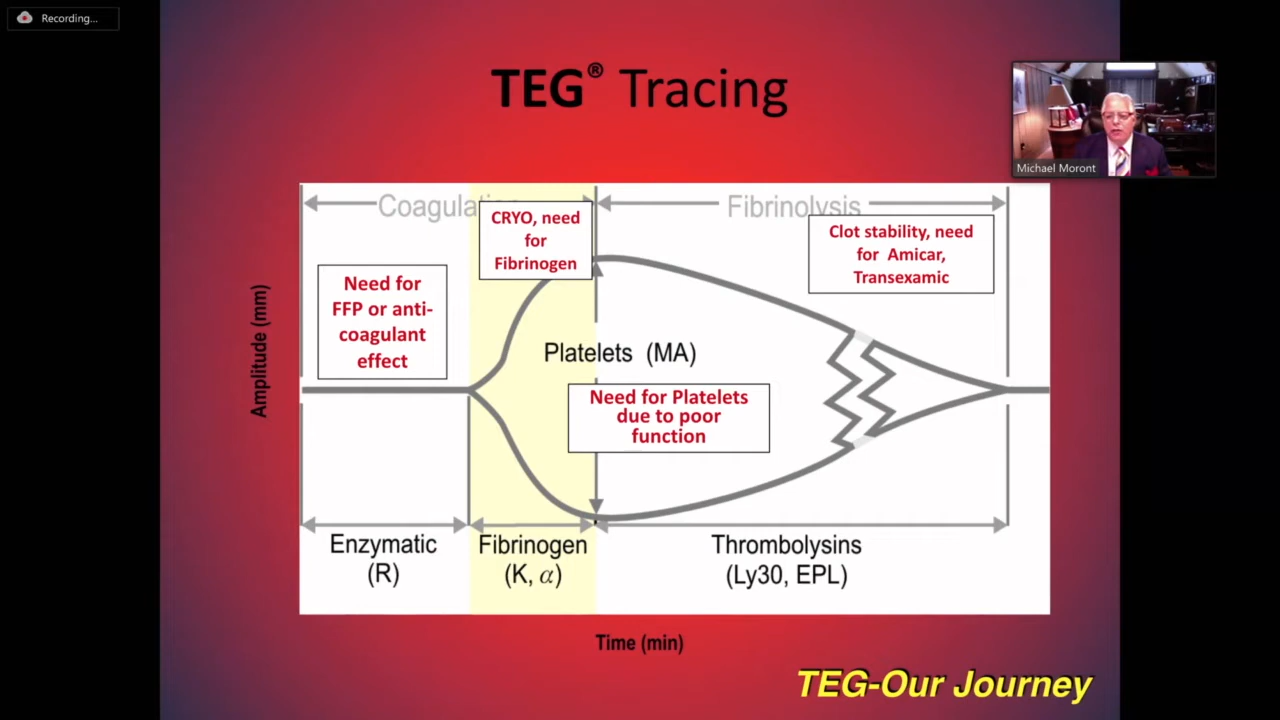 Recording...
TEG® Tracing
Michael Moront
Fibrinolysis
CRYO, need
for
Fibrinogen
Clot stability, need
for Amicar,
Transexamic
Need for
FFP or anti-
coagulant
effect
Amplitude (mm)
Platelets (MA)
Need for Platelets
due to poor
function
Enzymatic
(R)
Fibrinogen
(K, α)
Thrombolysins
(Ly30, EPL)
Time (min)
TEG-Our Journey